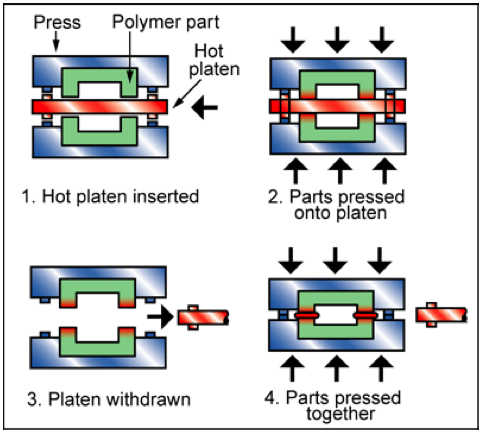 Press
Polymer part
Hot
platen
1. Hot platen inserted
2. Parts pressed
onto platen
3. Platen withdrawn
4. Parts pressed
together